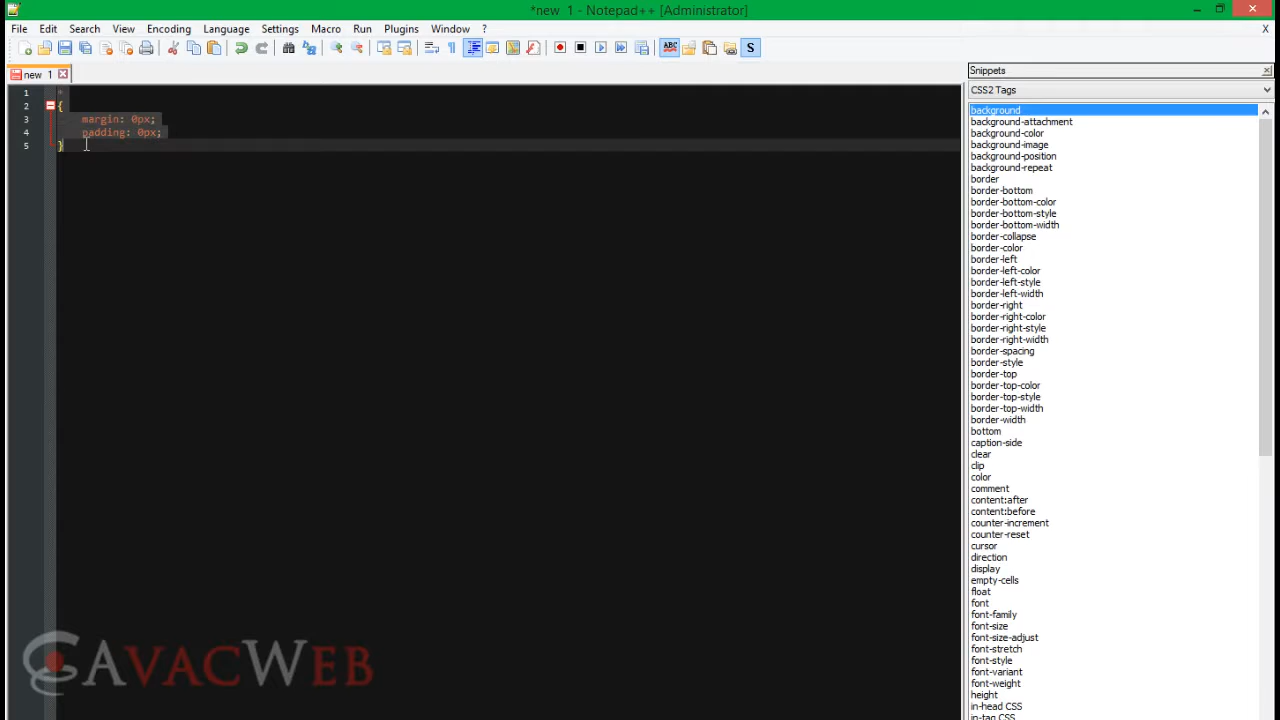 *new 1 - Notepad++ [Administrator]
File Edit Search View Encoding Language Settings Macro Run Plugins Window ? X
ABC S
new 1
Snippets
CSS2 Tags
1 *
2 {
3 margin: 0px;
4 padding: 0px;
5 }
background
background-attachment
background-color
background-image
background-position
background-repeat
border
border-bottom
border-bottom-color
border-bottom-style
border-bottom-width
border-collapse
border-color
border-left
border-left-color
border-left-style
border-left-width
border-right
border-right-color
border-right-style
border-right-width
border-spacing
border-style
border-top
border-top-color
border-top-style
border-top-width
border-width
bottom
caption-side
clear
clip
color
comment
content:after
content:before
counter-increment
counter-reset
cursor
direction
display
empty-cells
float
font
font-family
font-size
font-size-adjust
font-stretch
font-style
font-variant
font-weight
height
in-head CSS
in-tag CSS
CAVACWEB